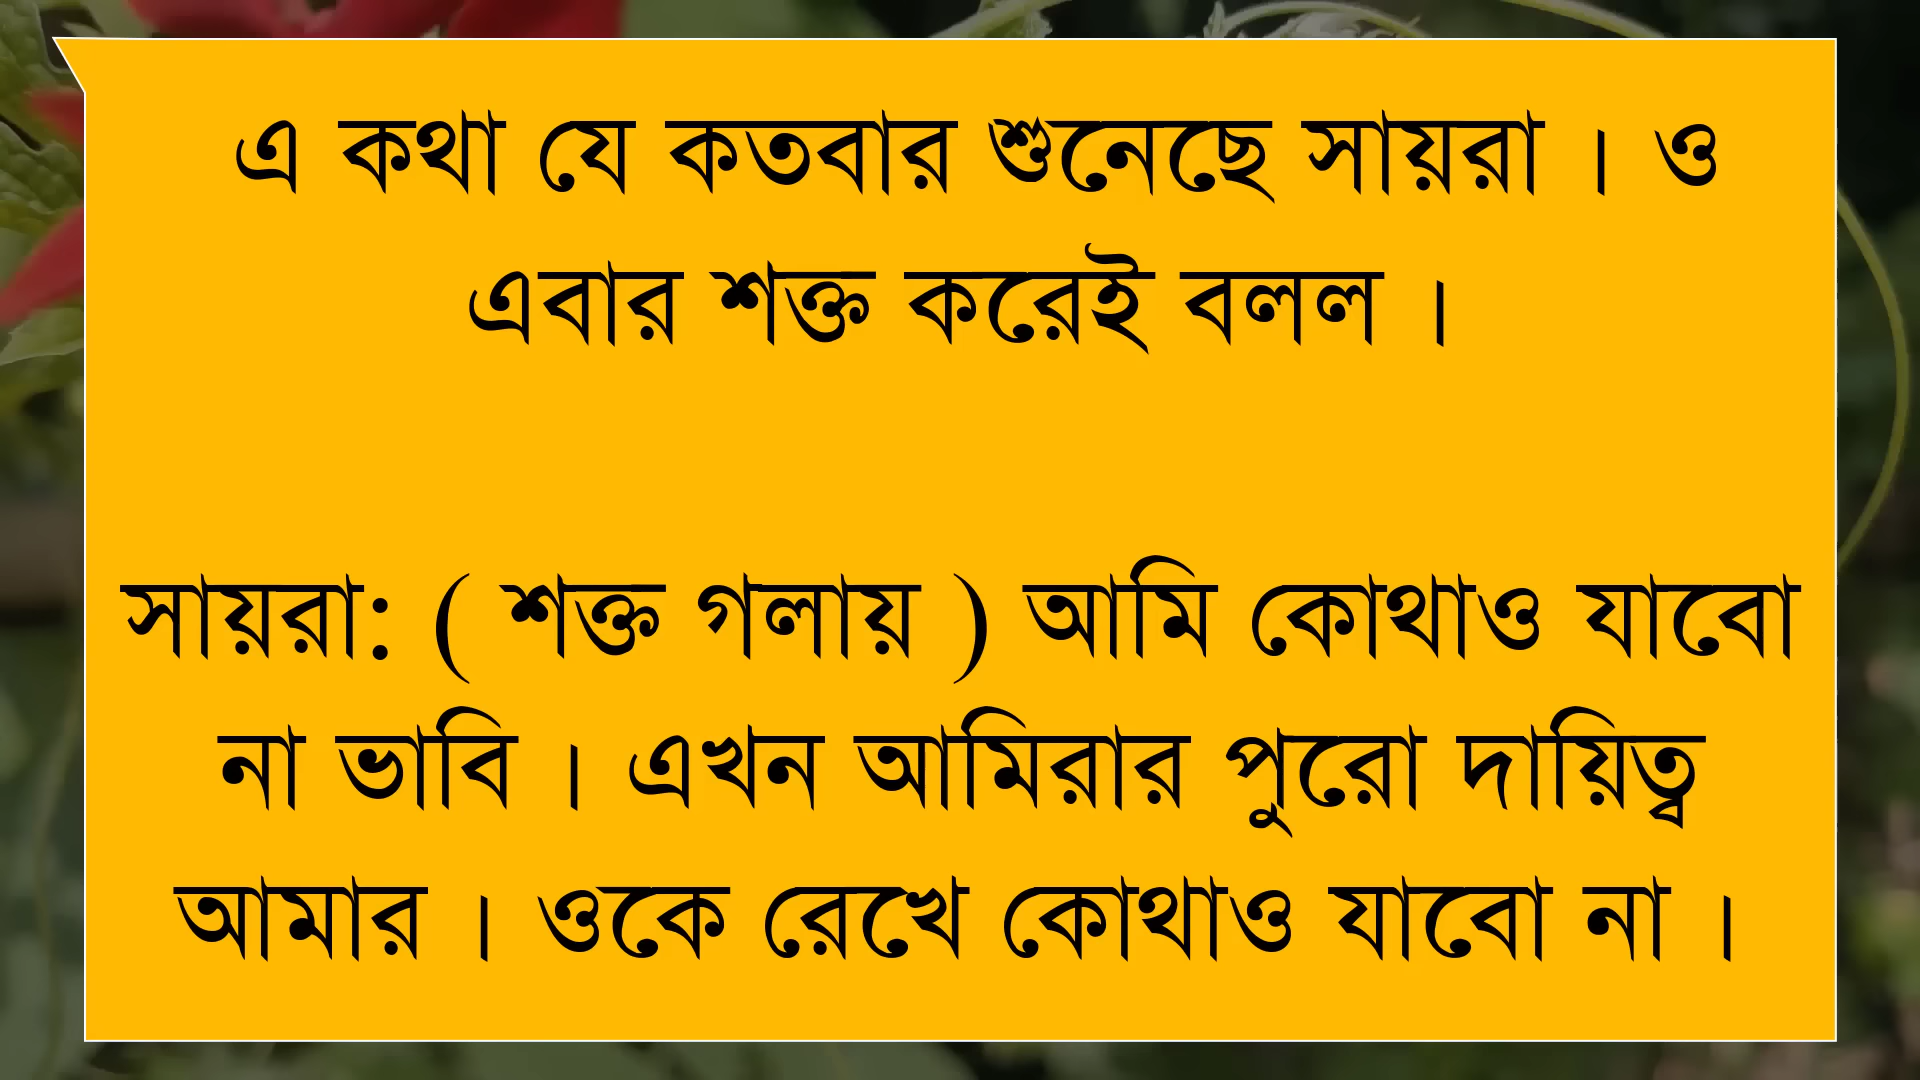 এ কথা যে কতবার শুনেছে সায়রা । ও
এবার শক্ত করেই বলল ।
সায়রা: ( শক্ত গলায় ) আমি কোথাও যাবো
না ভাবি । এখন আমিরার পুরো দায়িত্ব
আমার । ওকে রেখে কোথাও যাবো না ।